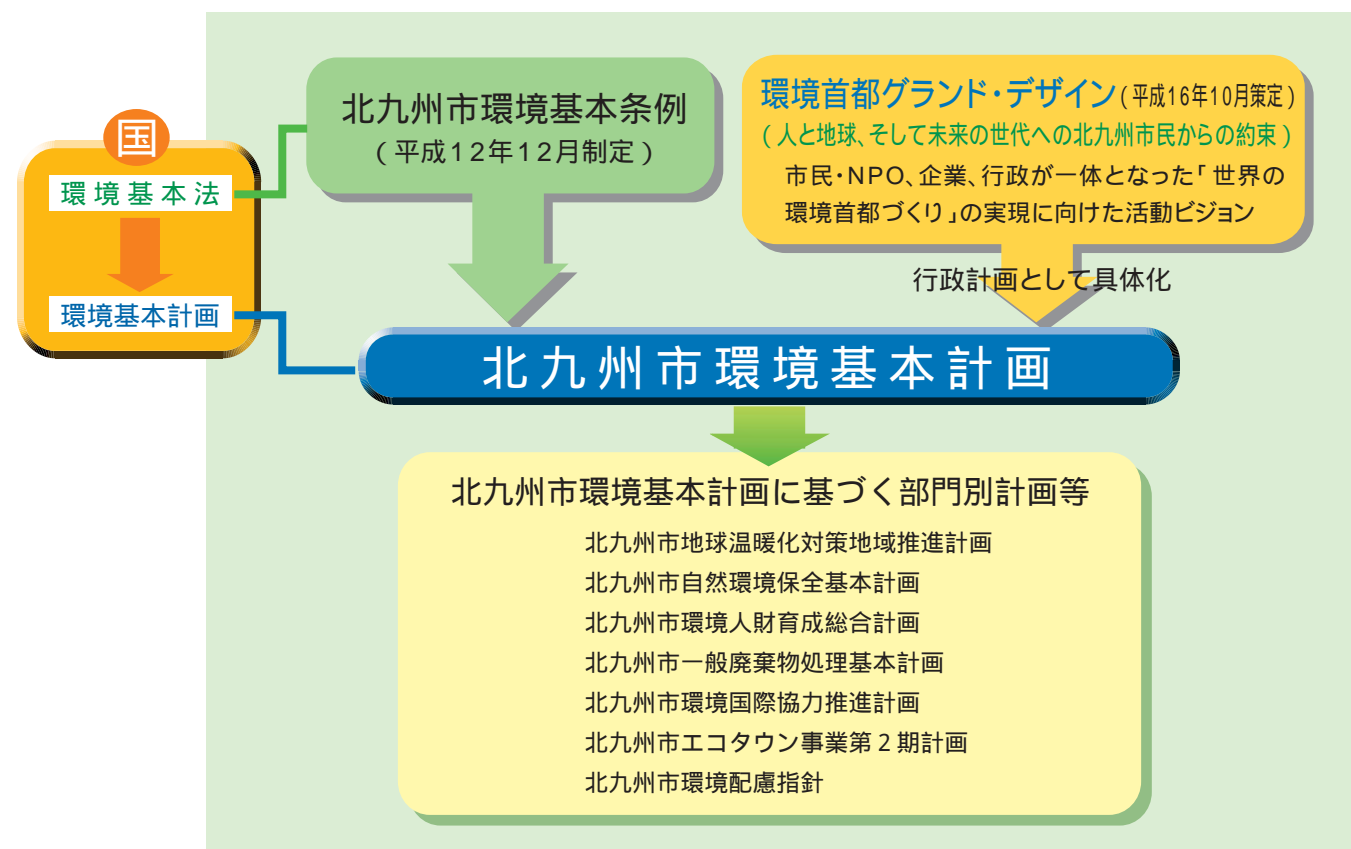 国
環境基本法
環境基本計画
北九州市環境基本条例
(平成12年12月制定)
環境首都グランド・デザイン(平成16年10月策定)
(人と地球、そして未来の世代への北九州市民からの約束)
市民・NPO、企業、行政が一体となった「世界の
環境首都づくり」の実現に向けた活動ビジョン
行政計画として具体化
北九州市環境基本計画
北九州市環境基本計画に基づく部門別計画等
北九州市地球温暖化対策地域推進計画
北九州市自然環境保全基本計画
北九州市環境人財育成総合計画
北九州市一般廃棄物処理基本計画
北九州市環境国際協力推進計画
北九州市エコタウン事業第2期計画
北九州市環境配慮指針